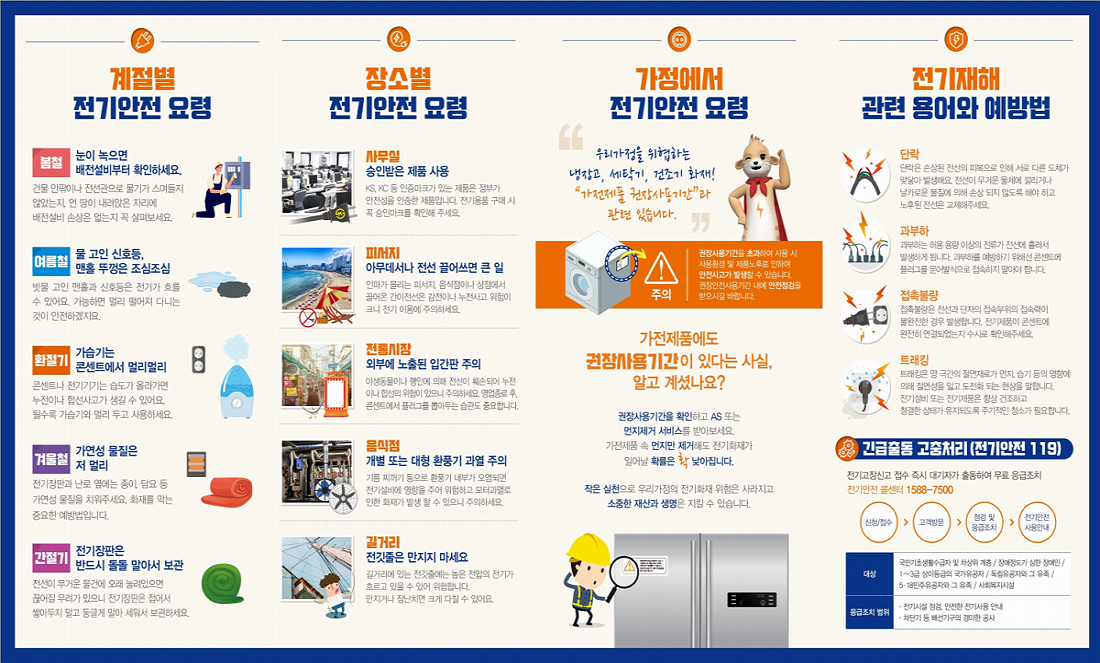 계절별
전기안전 요령
봄철
눈이 녹으면
배전설비부터 확인하세요.
건물 안팎이나 전선관으로 물기가 스며들지
않았는지, 언 땅이 내려앉은 자리에
배전설비 손상은 없는지 꼭 살펴보세요.
여름철
물 고인 신호등,
맨홀 뚜껑은 조심조심
빗물 고인 맨홀과 신호등은 전기가 흐를
수 있어요. 가능하면 멀리 떨어져 다니는
것이 안전하겠지요.
환절기
가습기는
콘센트에서 멀리멀리
콘센트나 전기기기는 습도가 올라가면
누전이나 합선사고가 생길 수 있어요.
될수록 가습기와 멀리 두고 사용하세요.
겨울철
가연성 물질은
저 멀리
전기장판과 난로 옆에는 종이, 담요 등
가연성 물질을 치워주세요. 화재를 막는
중요한 예방법입니다.
간절기
전기장판은
반드시 돌돌 말아서 보관
전선이 무거운 물건에 오래 눌려있으면
끊어질 우려가 있으니 전기장판은 접어서
쌓아두지 말고 둥글게 말아 세워서 보관하세요.
장소별
전기안전 요령
사무실
승인받은 제품 사용
KS, KC 등 인증마크가 있는 제품은 정부가
안전성을 인증한 제품입니다. 전기용품 구매 시
꼭 승인마크를 확인해 주세요.
피서지
아무데서나 전선 끌어쓰면 큰 일
인파가 몰리는 피서지, 음식점이나 상점에서
끌어온 간이전선은 감전이나 누전사고 위험이
크니 전기 이용에 주의하세요.
전통시장
외부에 노출된 입간판 주의
야생동물이나 행인에 의해 전선이 훼손되어 누전
이나 합선의 위험이 있으니 주의하세요. 영업종료 후,
콘센트에서 플러그를 뽑아두는 습관도 중요합니다.
음식점
개별 또는 대형 환풍기 과열 주의
기름 찌꺼기 등으로 환풍기 내부가 오염되면
전기설비에 영향을 주어 위험하고 모터과열로
인한 화재가 발생 할 수 있으니 주의하세요.
길거리
전깃줄은 만지지 마세요
길거리에 있는 전깃줄에는 높은 전압의 전기가
흐르고 있을 수 있어 위험합니다.
만지거나 장난치면 크게 다칠 수 있어요.
가정에서
전기안전 요령
우리가정을 위협하는
냉장고, 세탁기, 건조기 화재!
"가전제품 권장사용기간"과
관련 있습니다.
주의
권장사용기간을 초과하여 사용 시
사용환경 및 제품노후로 인하여
안전사고가 발생할 수 있습니다.
권장안전사용기간 내에 안전점검을
받으시길 바랍니다.
가전제품에도
권장사용기간이 있다는 사실,
알고 계셨나요?
권장사용기간을 확인하고 AS 또는
먼지제거 서비스를 받아보세요.
가전제품 속 먼지만 제거해도 전기화재가
일어날 확률은 확 낮아집니다.
작은 실천으로 우리가정의 전기화재 위험은 사라지고
소중한 재산과 생명은 지킬 수 있습니다.
전기재해
관련 용어와 예방법
단락
단락은 손상된 전선의 피복으로 인해 서로 다른 도체가
맞닿아 발생해요. 전선이 무거운 물체에 깔리거나
날카로운 물질에 의해 손상 되지 않도록 해야 하고
노후된 전선은 교체해주세요.
과부하
과부하는 허용 용량 이상의 전류가 전선에 흘러서
발생하게 됩니다. 과부하를 예방하기 위해선 콘센트에
플러그를 문어발식으로 접속하지 말아야 합니다.
접촉불량
접촉불량은 전선과 단자의 접속부위의 접속력이
불완전한 경우 발생합니다. 전기제품이 콘센트에
완전히 연결되었는지 수시로 확인해주세요.
트래킹
트래킹은 양 극간의 절연재료가 먼지, 습기 등의 영향에
의해 절연성을 잃고 도전화 되는 현상을 말합니다.
전기설비 또는 전기제품은 항상 건조하고
청결한 상태가 유지되도록 주기적인 청소가 필요합니다.
긴급출동 고충처리 (전기안전 119)
전기고장신고 접수 즉시 대기자가 출동하여 무료 응급조치
전기안전 콜센터 1588-7500
신청/접수
고객방문
점검 및
응급조치
전기안전
사용안내
대상
국민기초생활수급자 및 차상위 계층 / 장애정도가 심한 장애인 /
1~3급 상이등급의 국가유공자 / 독립유공자와 그 유족 /
5·18민주유공자와 그 유족 / 사회복지시설
응급조치 범위
- 전기시설 점검, 안전한 전기사용 안내
- 차단기 등 배선기구의 경미한 공사